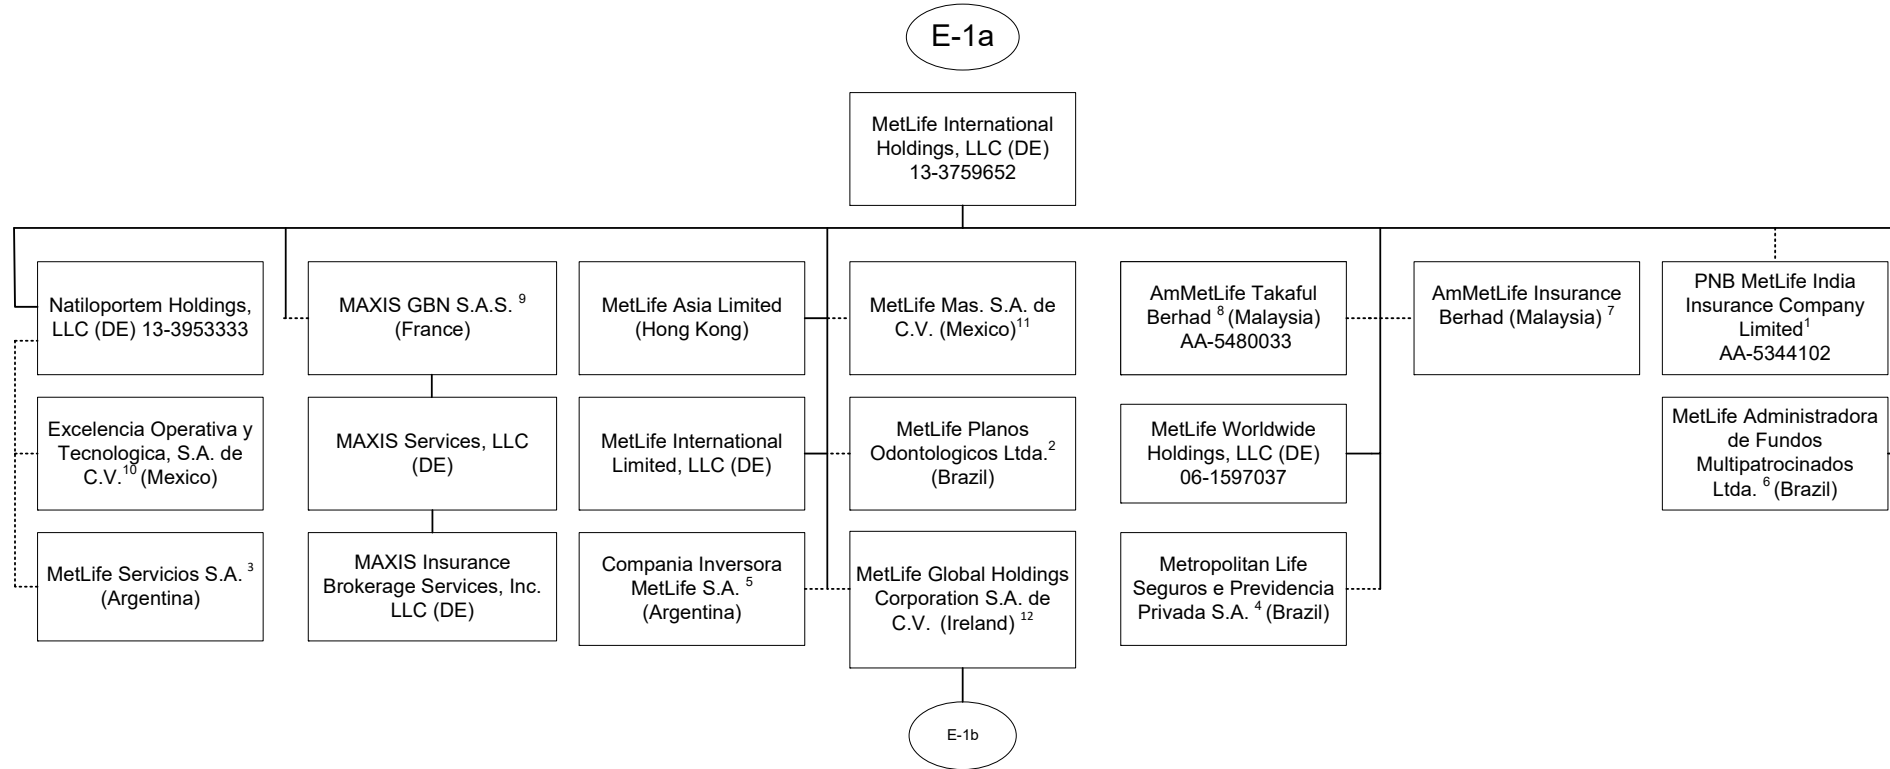 E-1a
MetLife International
Holdings, LLC (DE)
13-3759652
Natiloportem Holdings,
LLC (DE) 13-3953333
MAXIS GBN S.A.S. 9
(France)
MetLife Asia Limited
(Hong Kong)
MetLife Mas. S.A. de
C.V. (Mexico)11
AmMetLife Takaful
Berhad 8 (Malaysia)
AA-5480033
AmMetLife Insurance
Berhad (Malaysia) 7
PNB MetLife India
Insurance Company
Limited1
AA-5344102
Excelencia Operativa y
Tecnologica, S.A. de
C.V.10 (Mexico)
MAXIS Services, LLC
(DE)
MetLife International
Limited, LLC (DE)
MetLife Planos
Odontologicos Ltda.2
(Brazil)
MetLife Worldwide
Holdings, LLC (DE)
06-1597037
MetLife Administradora
de Fundos
Multipatrocinados
Ltda. 6 (Brazil)
MetLife Servicios S.A. 3
(Argentina)
MAXIS Insurance
Brokerage Services, Inc.
LLC (DE)
Compania Inversora
MetLife S.A. 5
(Argentina)
MetLife Global Holdings
Corporation S.A. de
C.V. (Ireland) 12
Metropolitan Life
Seguros e Previdencia
Privada S.A. 4 (Brazil)
E-1b